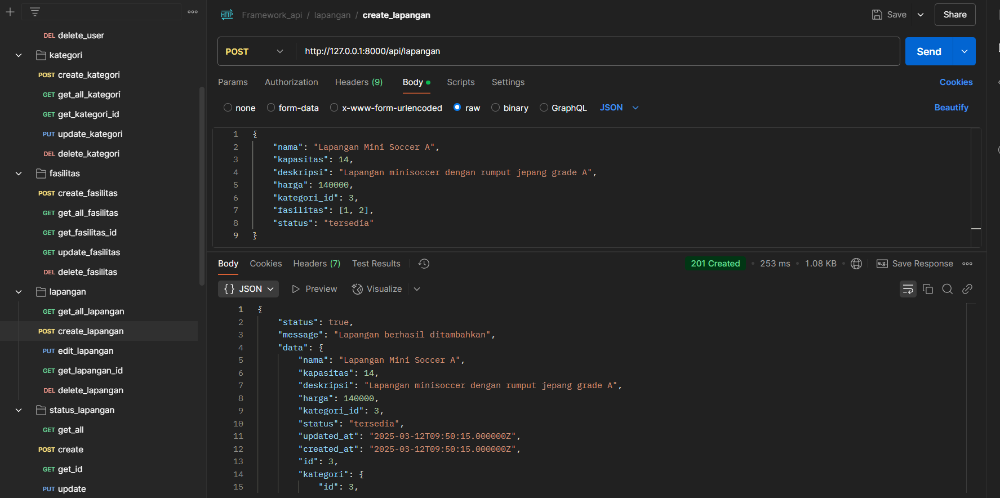 DEL delete_user
kategori
POST create_kategori
GET get_all_kategori
GET get_kategori_id
PUT update_kategori
DEL delete_kategori
fasilitas
POST create_fasilitas
GET get_all_fasilitas
GET get_fasilitas_id
GET update_fasilitas
DEL delete_fasilitas
lapangan
GET get_all_lapangan
POST create_lapangan
PUT edit_lapangan
GET get_lapangan_id
DEL delete_lapangan
status_lapangan
GET get_all
POST create
GET get_id
PUT update
HTTP Framework_api / lapangan / create_lapangan
Save
Share
POST http://127.0.0.1:8000/api/lapangan
Send
Params Authorization Headers (9) Body Scripts Settings
Cookies
none form-data x-www-form-urlencoded raw binary GraphQL JSON
Beautify
1 {
2 "nama": "Lapangan Mini Soccer A",
3 "kapasitas": 14,
4 "deskripsi": "Lapangan minisoccer dengan rumput jepang grade A",
5 "harga": 140000,
6 "kategori_id": 3,
7 "fasilitas": [1, 2],
8 "status": "tersedia"
9 }
Body Cookies Headers (7) Test Results
201 Created • 253 ms • 1.08 KB • e.g. Save Response
{} JSON Preview Visualize
1 {
2 "status": true,
3 "message": "Lapangan berhasil ditambahkan",
4 "data": {
5 "nama": "Lapangan Mini Soccer A",
6 "kapasitas": 14,
7 "deskripsi": "Lapangan minisoccer dengan rumput jepang grade A",
8 "harga": 140000,
9 "kategori_id": 3,
10 "status": "tersedia",
11 "updated_at": "2025-03-12T09:50:15.000000Z",
12 "created_at": "2025-03-12T09:50:15.000000Z",
13 "id": 3,
14 "kategori": {
15 "id": 3,